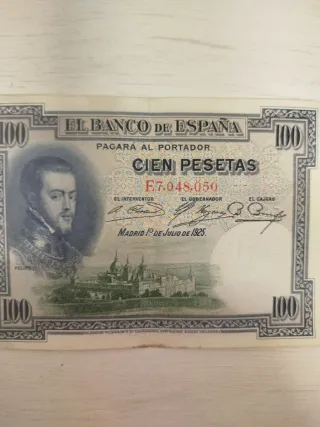 100 EL BANCO DE ESPAÑA 100
PAGARÁ AL PORTADOR
CIEN PESETAS
E7,048,050
EL INTERVENTOR EL GOBERNADOR EL CAJERO
MADRID 1º DE JULIO DE 1925.
FELIPE
100 100